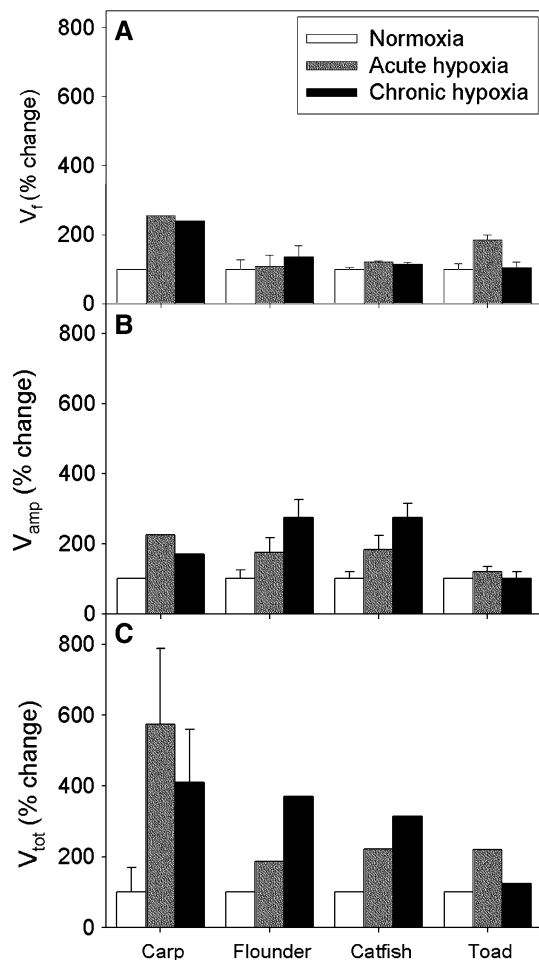 A
Normoxia
Acute hypoxia
Chronic hypoxia
800
600
400
200
0
Vf (% change)
B
800
600
400
200
0
Vamp (% change)
C
800
600
400
200
0
Vtot (% change)
Carp Flounder Catfish Toad